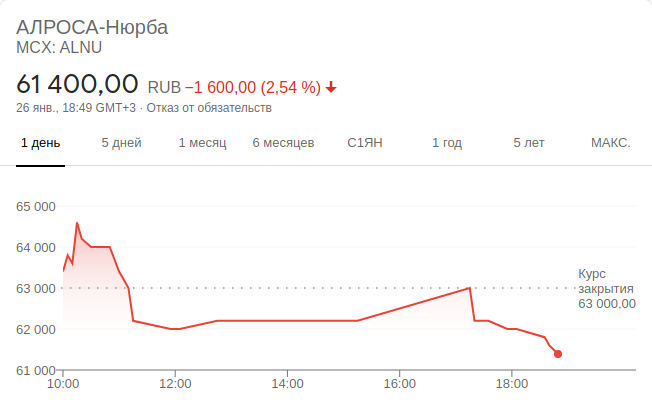 АЛРОСА-Нюрба
MCX: ALNU
61 400,00 RUB −1 600,00 (2,54 %)
26 янв., 18:49 GMT+3 · Отказ от обязательств
1 день 5 дней 1 месяц 6 месяцев С1ЯН 1 год 5 лет МАКС.
65 000
64 000
63 000
62 000
61 000
Курс
закрытия
63 000,00
10:00 12:00 14:00 16:00 18:00